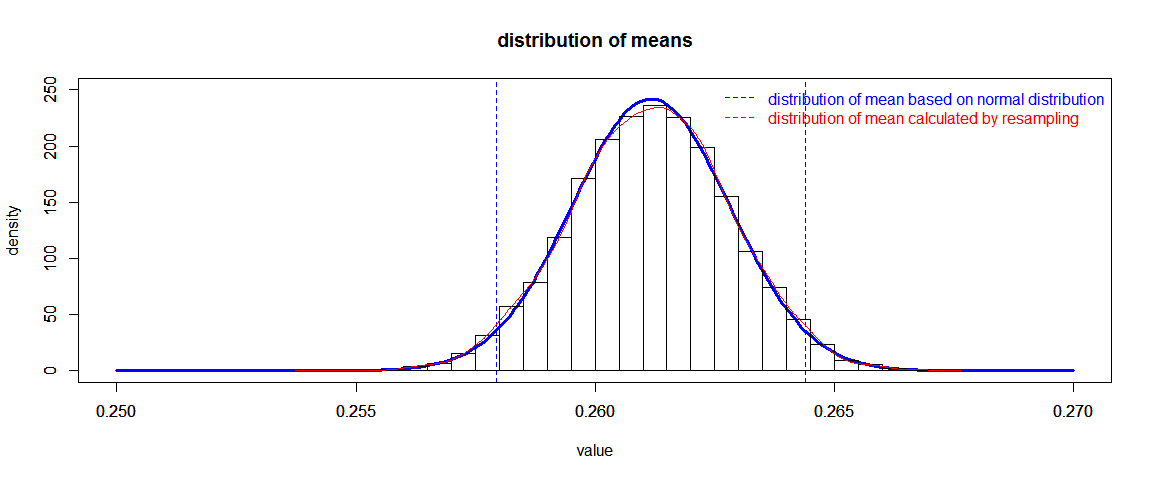 distribution of means
250
200
150
100
50
0
density
distribution of mean based on normal distribution
distribution of mean calculated by resampling
0.250 0.255 0.260 0.265 0.270
value